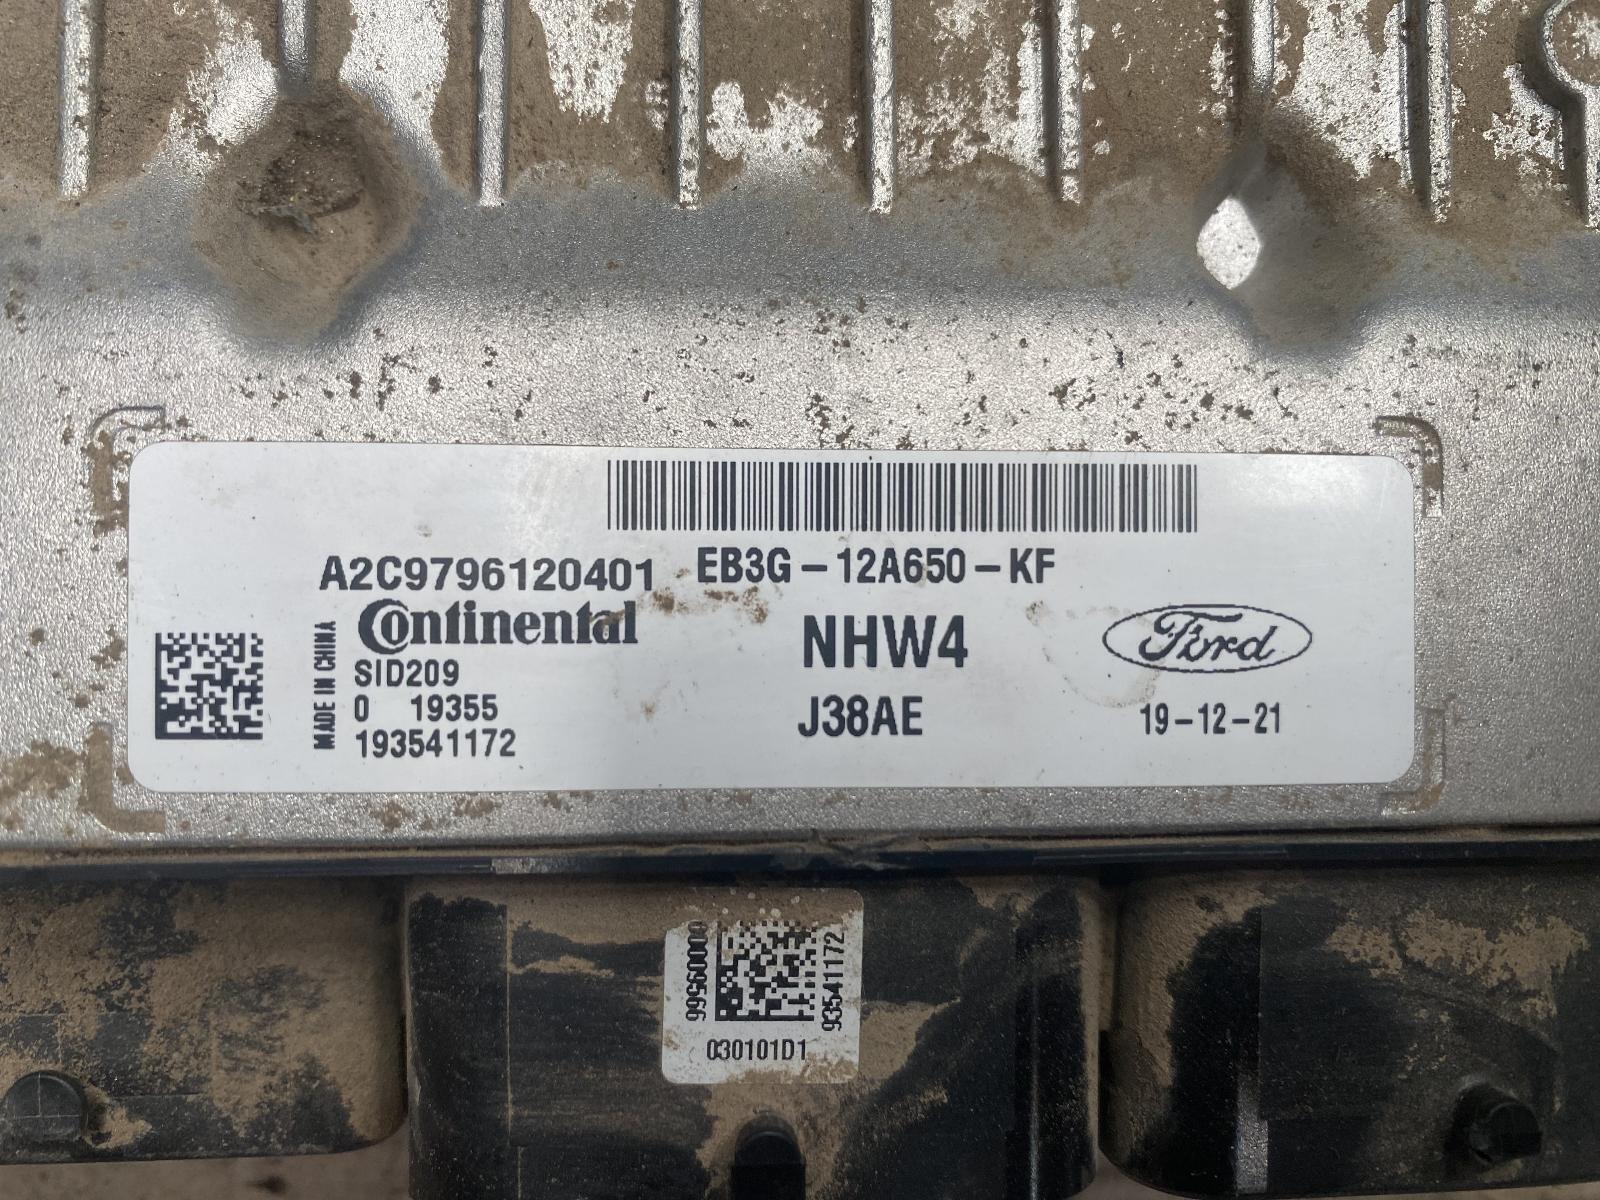 A2C9796120401
EB3G-12A650-KF
Continental
MADE IN CHINA
SID209
0 19355
193541172
NHW4
J38AE
Ford
19-12-21
93541172
030101D1